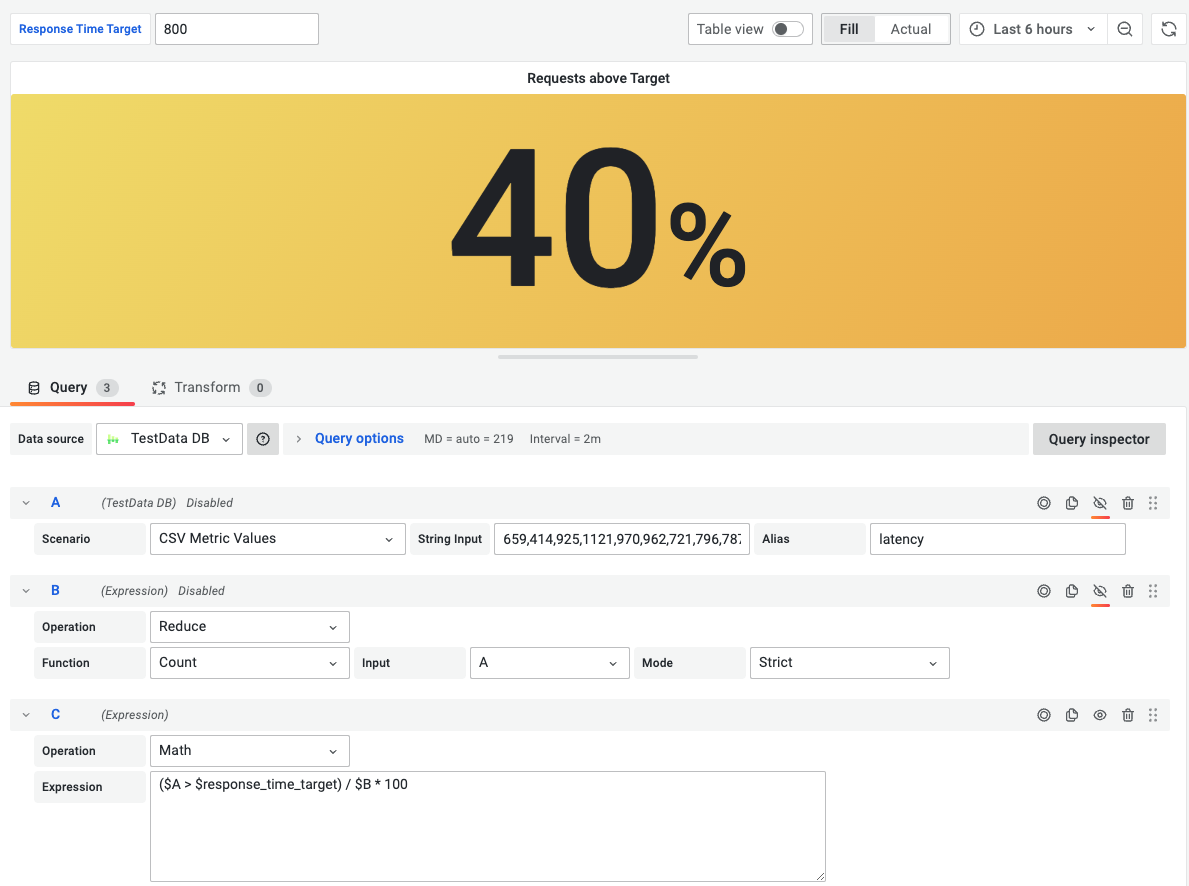 Response Time Target 800 Table view Fill Actual Last 6 hours
Requests above Target
40%
Query 3 Transform 0
Data source TestData DB Query options MD = auto = 219 Interval = 2m Query inspector
A (TestData DB) Disabled
Scenario CSV Metric Values String Input 659,414,925,1121,970,962,721,796,787 Alias latency
B (Expression) Disabled
Operation Reduce
Function Count Input A Mode Strict
C (Expression)
Operation Math
Expression ($A > $response_time_target) / $B * 100